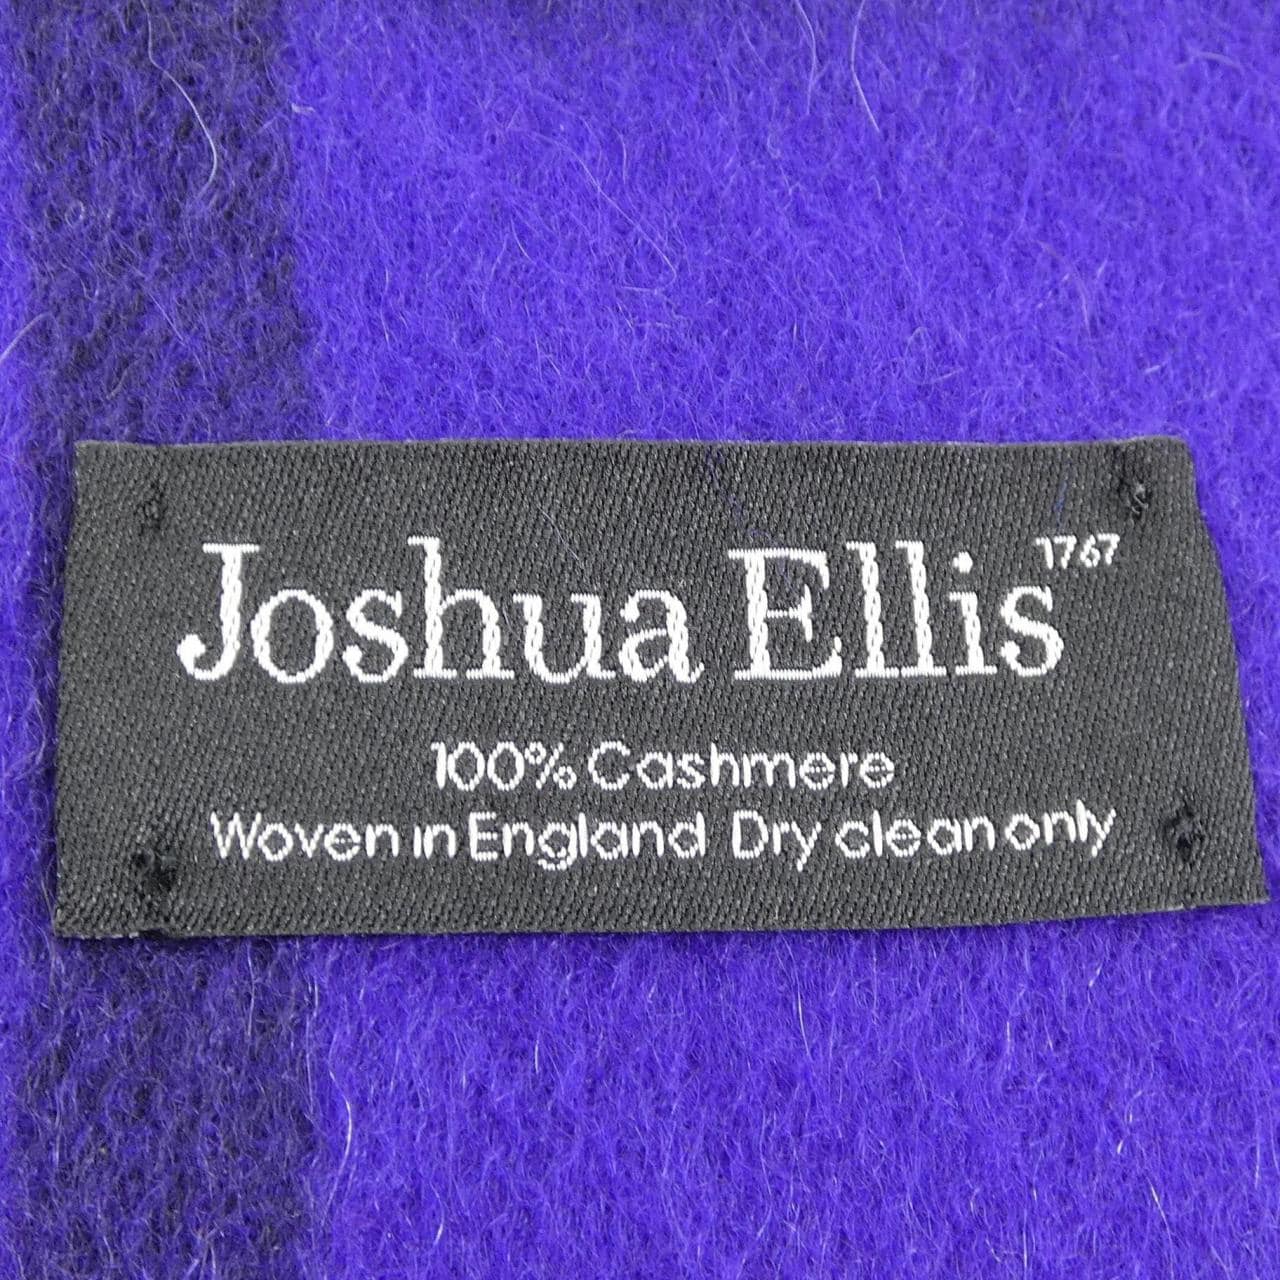 Joshua Ellis 1767
100% Cashmere
Woven in England Dry clean only